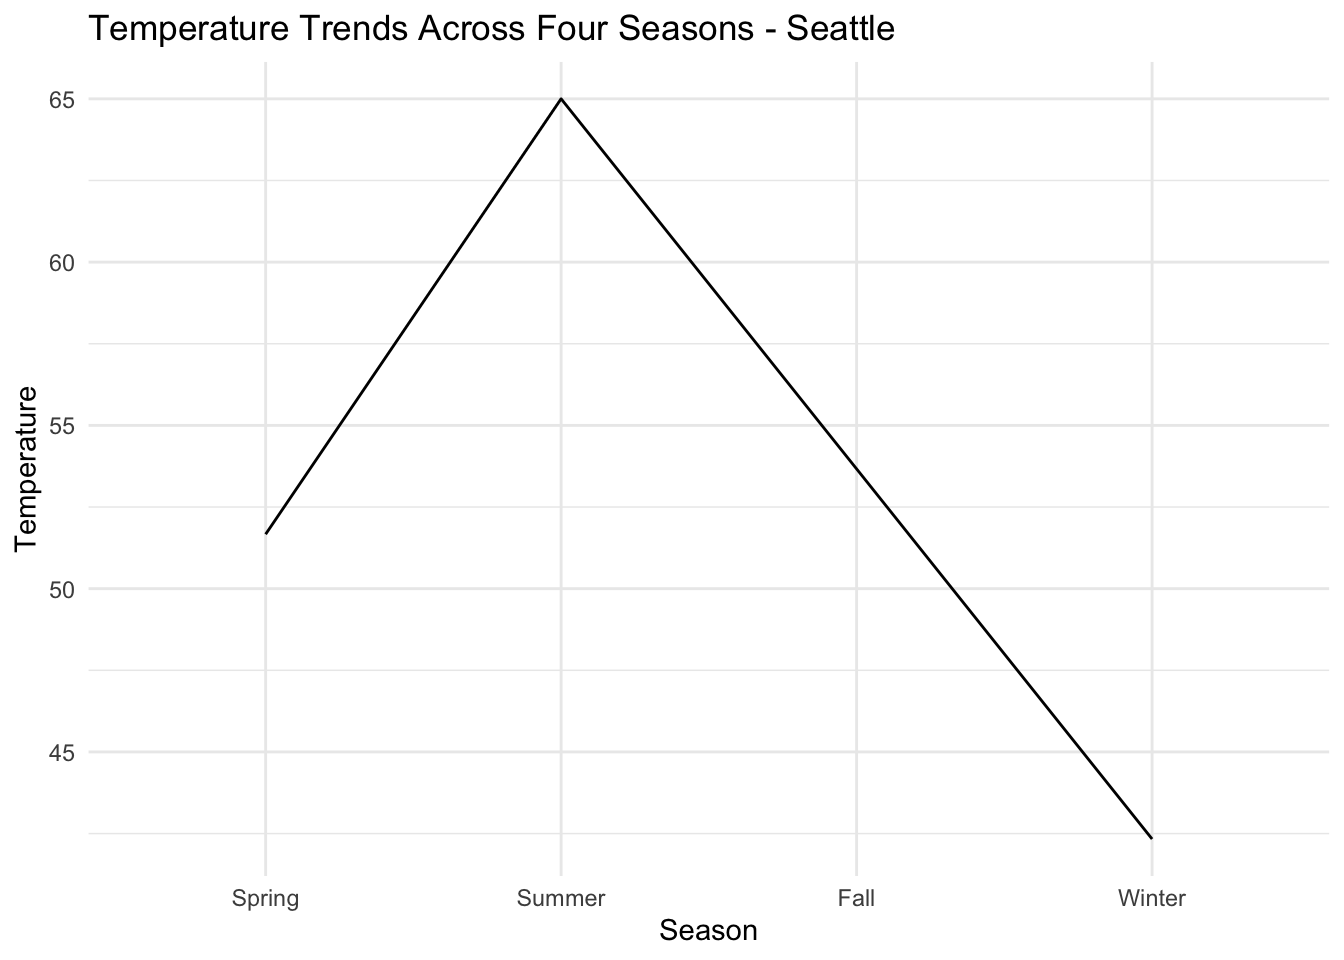 Temperature Trends Across Four Seasons - Seattle
65
60
55
50
45
Temperature
Spring Summer Fall Winter
Season